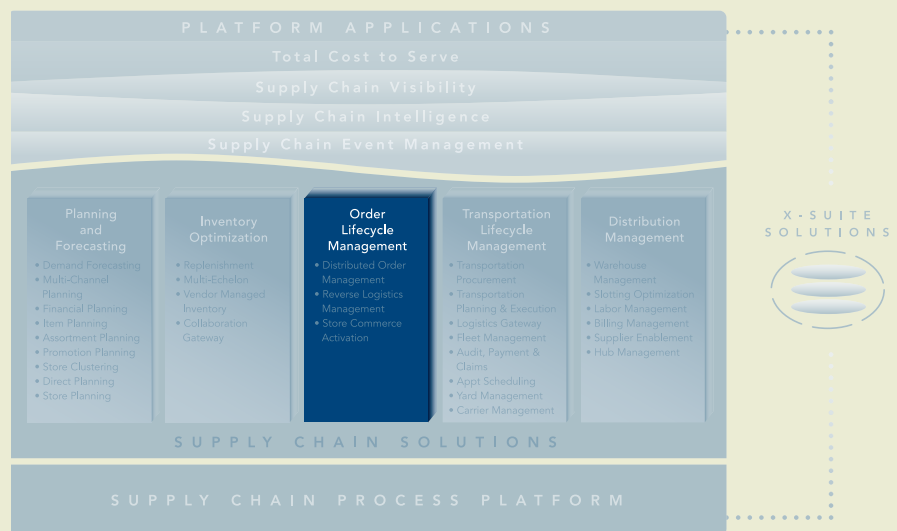 PLATFORM APPLICATIONS
Total Cost to Serve
Supply Chain Visibility
Supply Chain Intelligence
Supply Chain Event Management
Planning
and
Forecasting
• Demand Forecasting
• Multi-Channel
Planning
• Financial Planning
• Item Planning
• Assortment Planning
• Promotion Planning
• Store Clustering
• Direct Planning
• Store Planning
Inventory
Optimization
• Replenishment
• Multi-Echelon
• Vendor Managed
Inventory
• Collaboration
Gateway
Order
Lifecycle
Management
• Distributed Order
Management
• Reverse Logistics
Management
• Store Commerce
Activation
Transportation
Lifecycle
Management
• Transportation
Procurement
• Transportation
Planning & Execution
• Logistics Gateway
• Fleet Management
• Audit, Payment &
Claims
• Appt Scheduling
• Yard Management
• Carrier Management
Distribution
Management
• Warehouse
Management
• Slotting Optimization
• Labor Management
• Billing Management
• Supplier Enablement
• Hub Management
SUPPLY CHAIN SOLUTIONS
SUPPLY CHAIN PROCESS PLATFORM
X-SUITE
SOLUTIONS